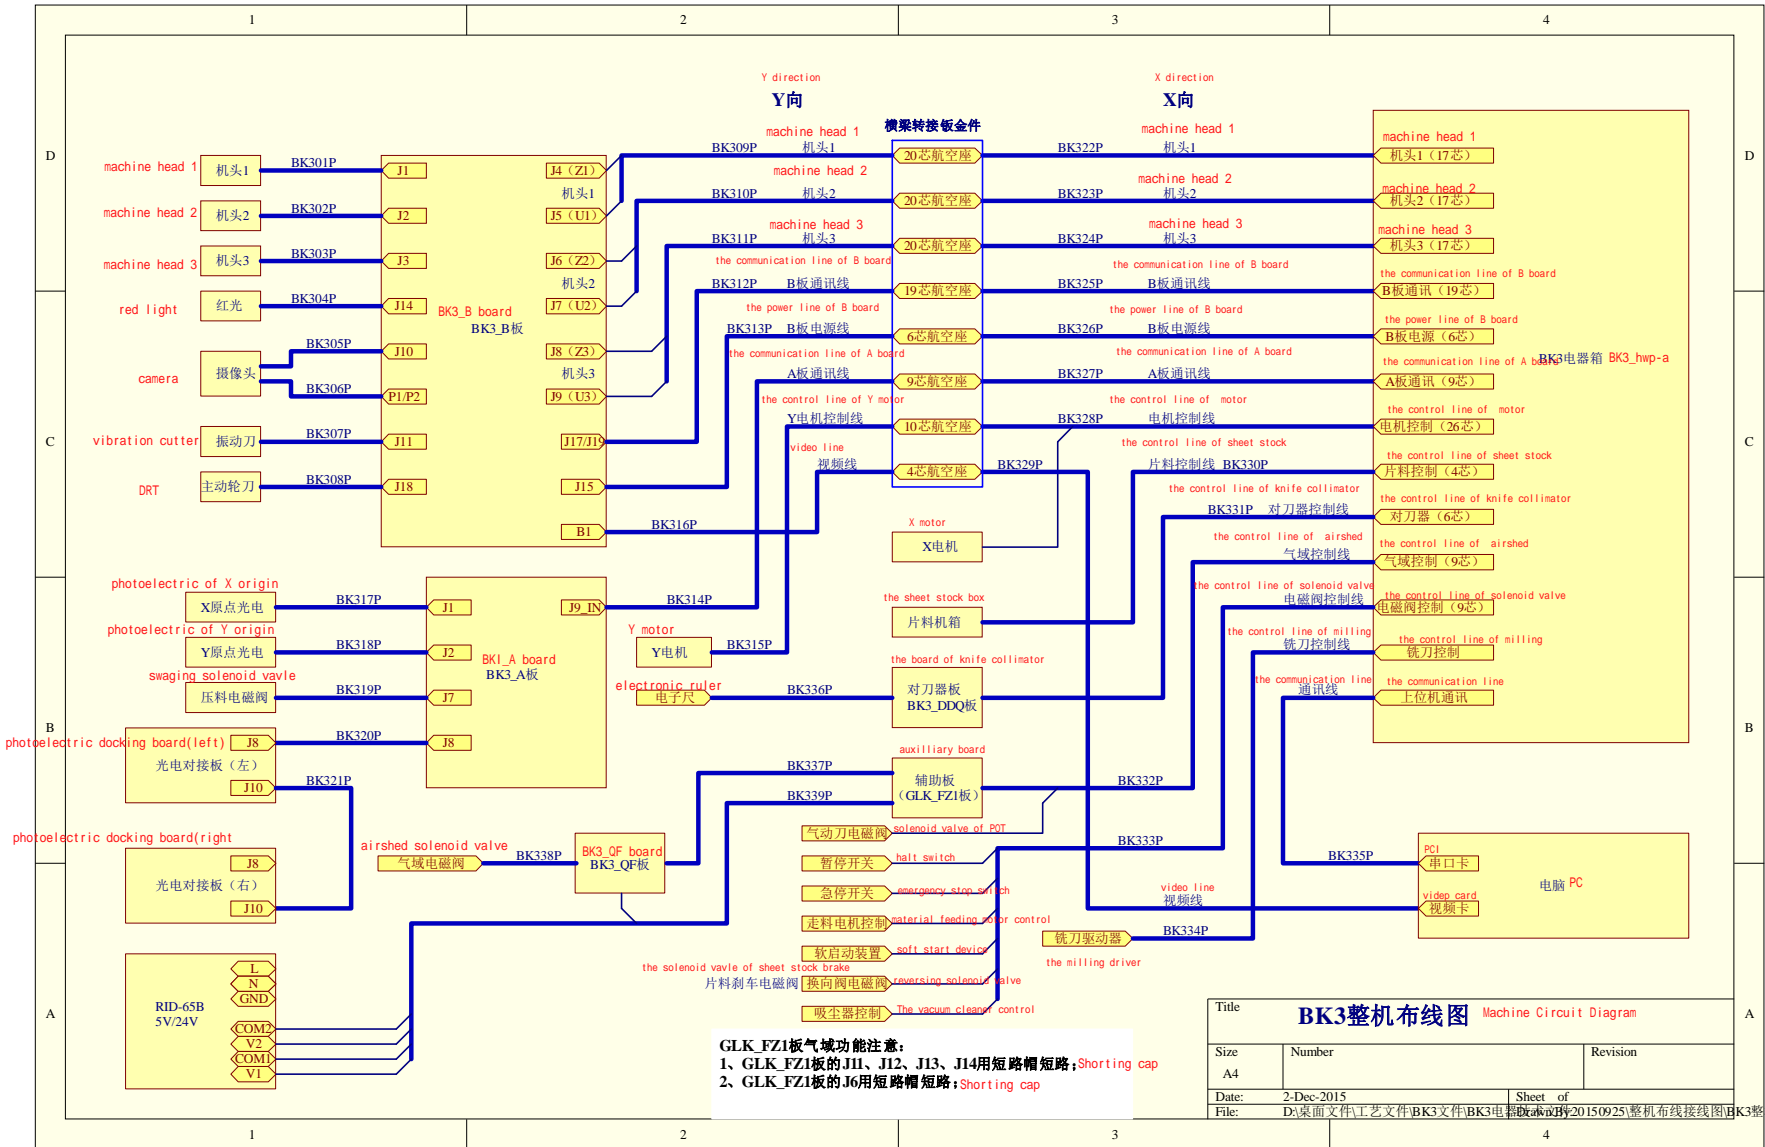 1 2 3 4
Y direction
X direction
Y向
X向
横梁转接钣金件
D
D
machine head 1
机头1
BK301P
J1
machine head 2
机头2
BK302P
J2
machine head 3
机头3
BK303P
J3
red light
红光
BK304P
J14
camera
摄像头
BK305P
J10
BK306P
P1/P2
vibration cutter
振动刀
BK307P
J11
DRT
主动轮刀
BK308P
J18
BK3_B board
BK3_B板
J4（Z1）
机头1
J5（U1）
J6（Z2）
机头2
J7（U2）
J8（Z3）
机头3
J9（U3）
J17/J19
J15
B1
BK316P
machine head 1
BK309P
机头1
20芯航空座
machine head 2
BK310P
机头2
20芯航空座
machine head 3
BK311P
机头3
20芯航空座
the communication line of B board
BK312P
B板通讯线
19芯航空座
the power line of B board
BK313P
B板电源线
6芯航空座
the communication line of A board
A板通讯线
9芯航空座
the control line of Y motor
Y电机控制线
10芯航空座
video line
视频线
4芯航空座
machine head 1
BK322P
机头1
machine head 2
BK323P
机头2
machine head 3
BK324P
机头3
the communication line of B board
BK325P
B板通讯线
the power line of B board
BK326P
B板电源线
the communication line of A board
BK327P
A板通讯线
the control line of motor
BK328P
电机控制线
the control line of sheet stock
BK329P
片料控制线 BK330P
the control line of knife collimator
BK331P
对刀器控制线
the control line of airshed
气域控制线
the control line of solenoid valve
电磁阀控制线
the control line of milling
铣刀控制线
the communication line
通讯线
machine head 1
机头1（17芯）
machine head 2
机头2（17芯）
machine head 3
机头3（17芯）
the communication line of B board
B板通讯（19芯）
the power line of B board
B板电源（6芯）
BK3电器箱 BK3_hwp-a
the communication line of A board
A板通讯（9芯）
the control line of motor
电机控制（26芯）
the control line of sheet stock
片料控制（4芯）
the control line of knife collimator
对刀器（6芯）
the control line of airshed
气域控制（9芯）
the control line of solenoid valve
电磁阀控制（9芯）
the control line of milling
铣刀控制
the communication line
上位机通讯
C
C
X motor
X电机
the sheet stock box
片料机箱
Y motor
Y电机
BK315P
the board of knife collimator
对刀器板
BK3_DDQ板
electronic ruler
电子尺
BK336P
auxilliary board
辅助板
（GLK_FZ1板）
BK337P
BK339P
BK332P
photoelectric of X origin
X原点光电
BK317P
J1
photoelectric of Y origin
Y原点光电
BK318P
J2
swaging solenoid vavle
压料电磁阀
BK319P
J7
BKI_A board
BK3_A板
J9_IN
BK314P
B
B
photoelectric docking board(left)
J8
BK320P
J8
光电对接板（左）
J10
BK321P
photoelectric docking board(right
J8
光电对接板（右）
J10
airshed solenoid valve
气域电磁阀
BK338P
BK3_QF board
BK3_QF板
气动刀电磁阀
solenoid valve of POT
暂停开关
halt switch
BK333P
急停开关
emergency stop switch
走料电机控制
material feeding motor control
软启动装置
soft start device
the solenoid vavle of sheet stock brake
片料刹车电磁阀
换向阀电磁阀
reversing solenoid valve
吸尘器控制
The vacuum cleaner control
video line
视频线
铣刀驱动器
BK334P
the milling driver
BK335P
PCI
串口卡
电脑 PC
videp card
视频卡
A
A
RID-65B
5V/24V
L
N
GND
COM2
V2
COM1
V1
GLK_FZ1板气域功能注意：
1、GLK_FZ1板的J11、J12、J13、J14用短路帽短路；Shorting cap
2、GLK_FZ1板的J6用短路帽短路；Shorting cap
Title
BK3整机布线图 Machine Circuit Diagram
Size Number Revision
A4
Date: 2-Dec-2015 Sheet of
File: D:\桌面文件\工艺文件\BK3文件\BK3电器 20150925\整机布线接线图\BK3整
1 2 3 4